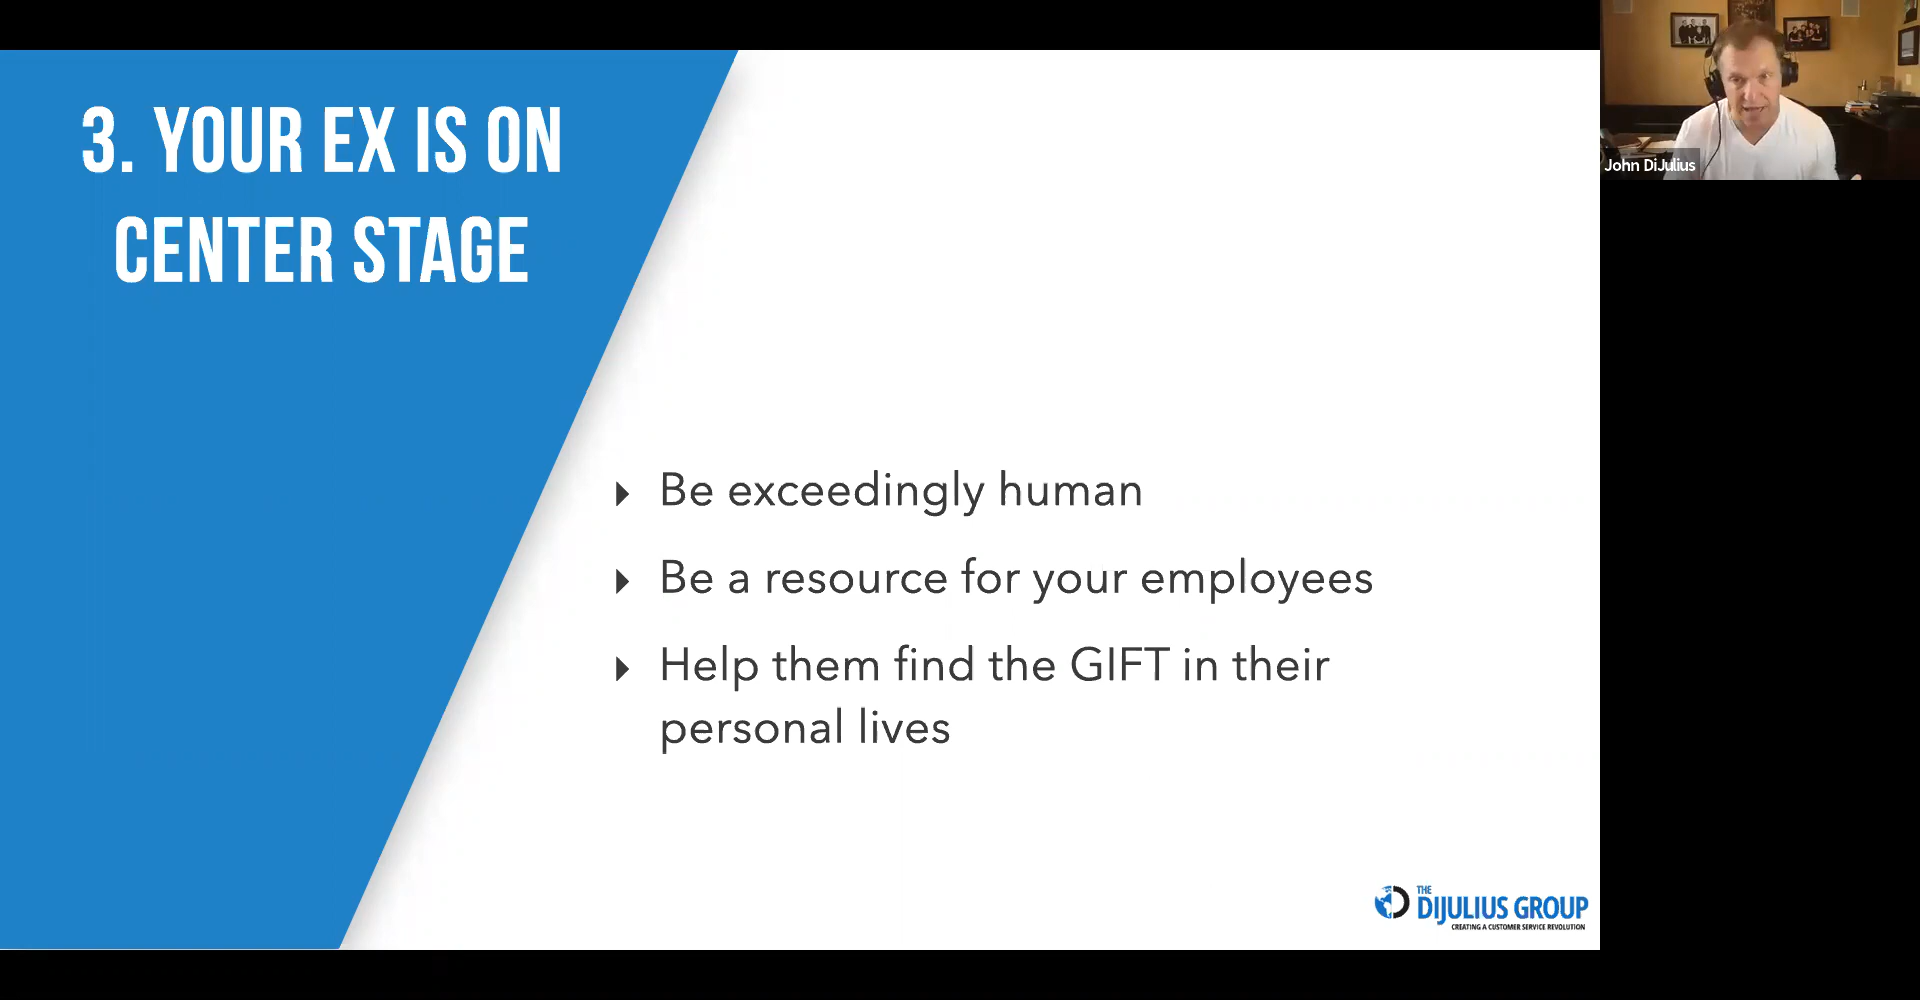 3. YOUR EX IS ON
CENTER STAGE
Be exceedingly human
Be a resource for your employees
Help them find the GIFT in their
personal lives
John DiJulius
THE
DIJULIUS GROUP
CREATING A CUSTOMER SERVICE REVOLUTION